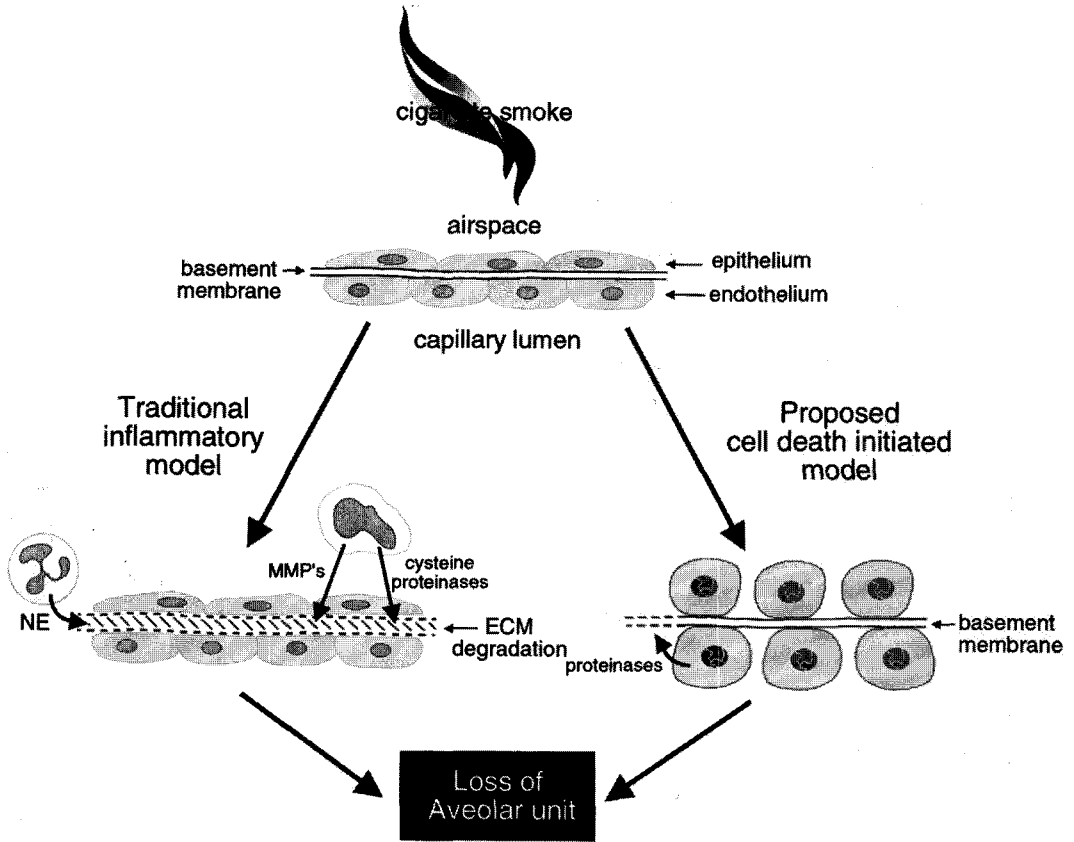 cigarette smoke
airspace
basement
membrane
epithelium
endothelium
capillary lumen
Traditional
inflammatory
model
Proposed
cell death initiated
model
MMP's
cysteine
proteinases
NE
ECM
degradation
proteinases
basement
membrane
Loss of
Aveolar unit